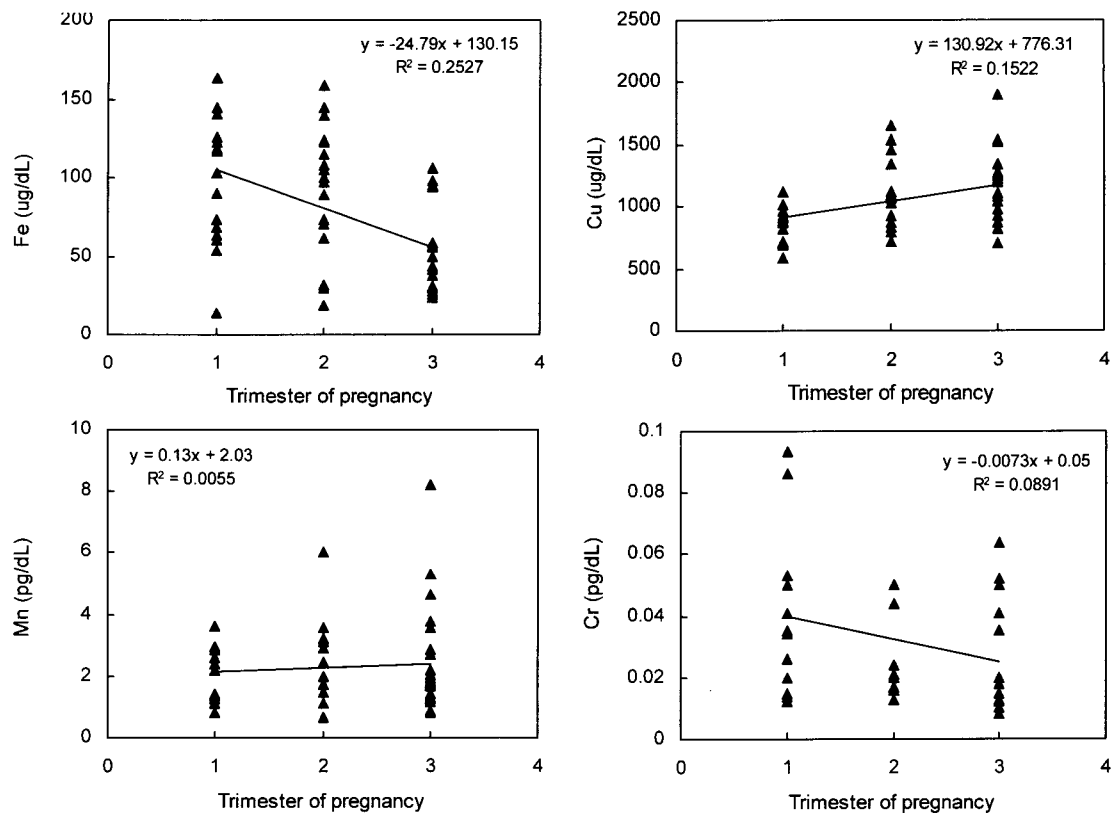 200
150
100
50
0
0
1
2
3
4
Fe (ug/dL)
Trimester of pregnancy
y = -24.79x + 130.15
R² = 0.2527
2500
2000
1500
1000
500
0
0
1
2
3
4
Cu (ug/dL)
Trimester of pregnancy
y = 130.92x + 776.31
R² = 0.1522
10
8
6
4
2
0
0
1
2
3
4
Mn (pg/dL)
Trimester of pregnancy
y = 0.13x + 2.03
R² = 0.0055
0.1
0.08
0.06
0.04
0.02
0
0
1
2
3
4
Cr (pg/dL)
Trimester of pregnancy
y = -0.0073x + 0.05
R² = 0.0891